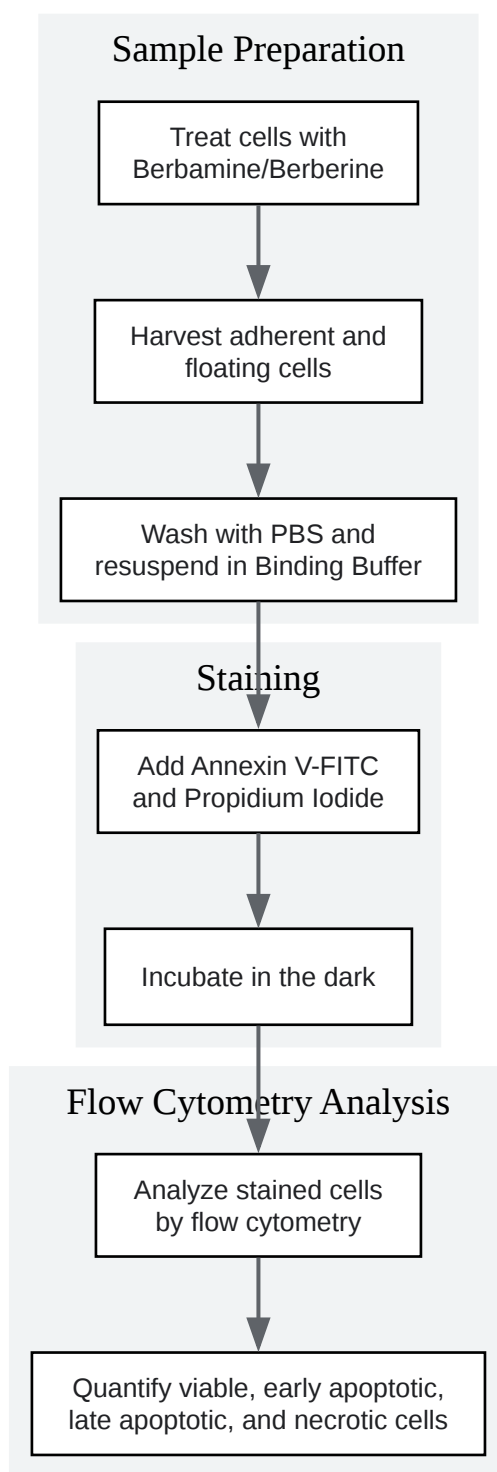 Sample Preparation
Treat cells with
Berbamine/Berberine
Harvest adherent and
floating cells
Wash with PBS and
resuspend in Binding Buffer
Staining
Add Annexin V-FITC
and Propidium Iodide
Incubate in the dark
Flow Cytometry Analysis
Analyze stained cells
by flow cytometry
Quantify viable, early apoptotic,
late apoptotic, and necrotic cells